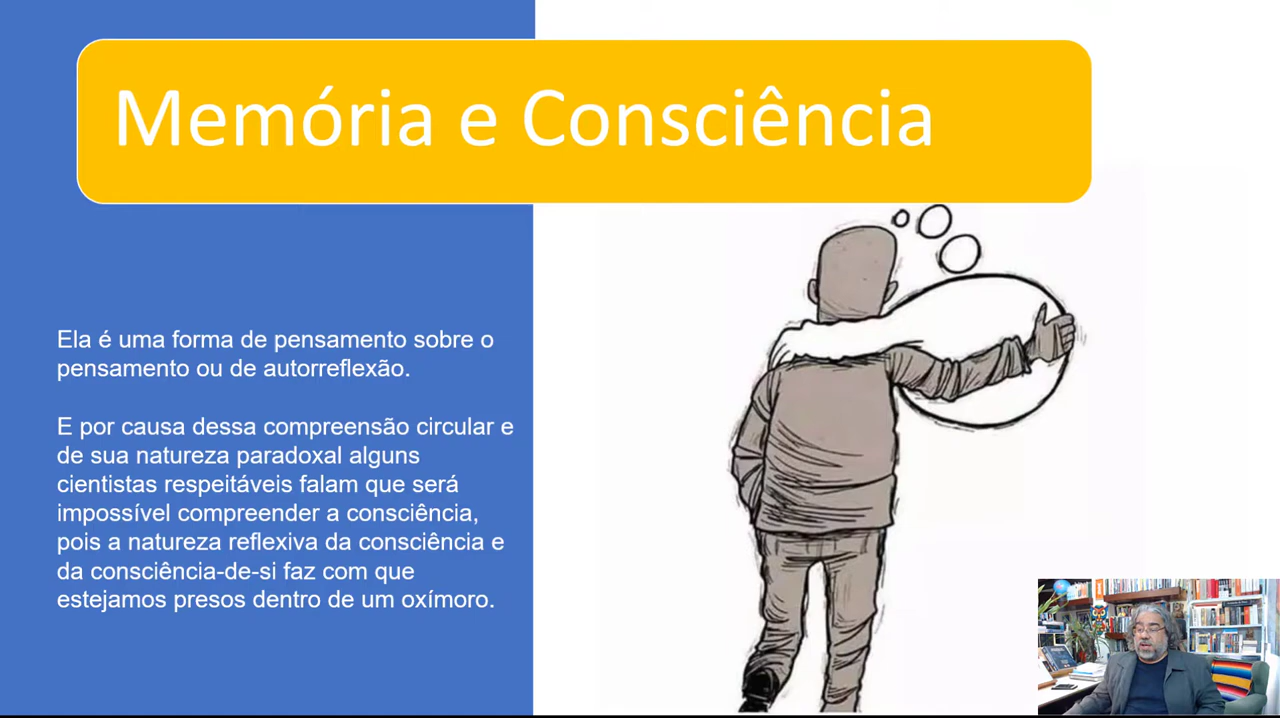 Memória e Consciência
Ela é uma forma de pensamento sobre o
pensamento ou de autorreflexão.
E por causa dessa compreensão circular e
de sua natureza paradoxal alguns
cientistas respeitáveis falam que será
impossível compreender a consciência,
pois a natureza reflexiva da consciência e
da consciência-de-si faz com que
estejamos presos dentro de um oxímoro.